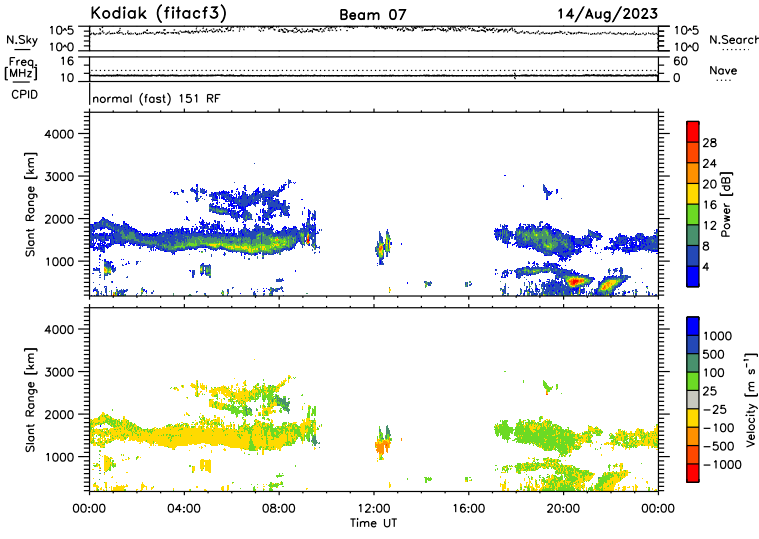 Kodiak (fitacf3) Beam 07 14/Aug/2023
N.Sky 10^5 10^0 10^5 10^0 N.Search
Freq. [MHz] 16 10 60 0 Nave
CPID normal (fast) 151 RF
Slant Range [km] 4000 3000 2000 1000
28 24 20 16 12 8 4 Power [dB]
Slant Range [km] 4000 3000 2000 1000
1000 500 100 25 −25 −100 −500 −1000 Velocity [m s⁻¹]
00:00 04:00 08:00 12:00 16:00 20:00 00:00
Time UT